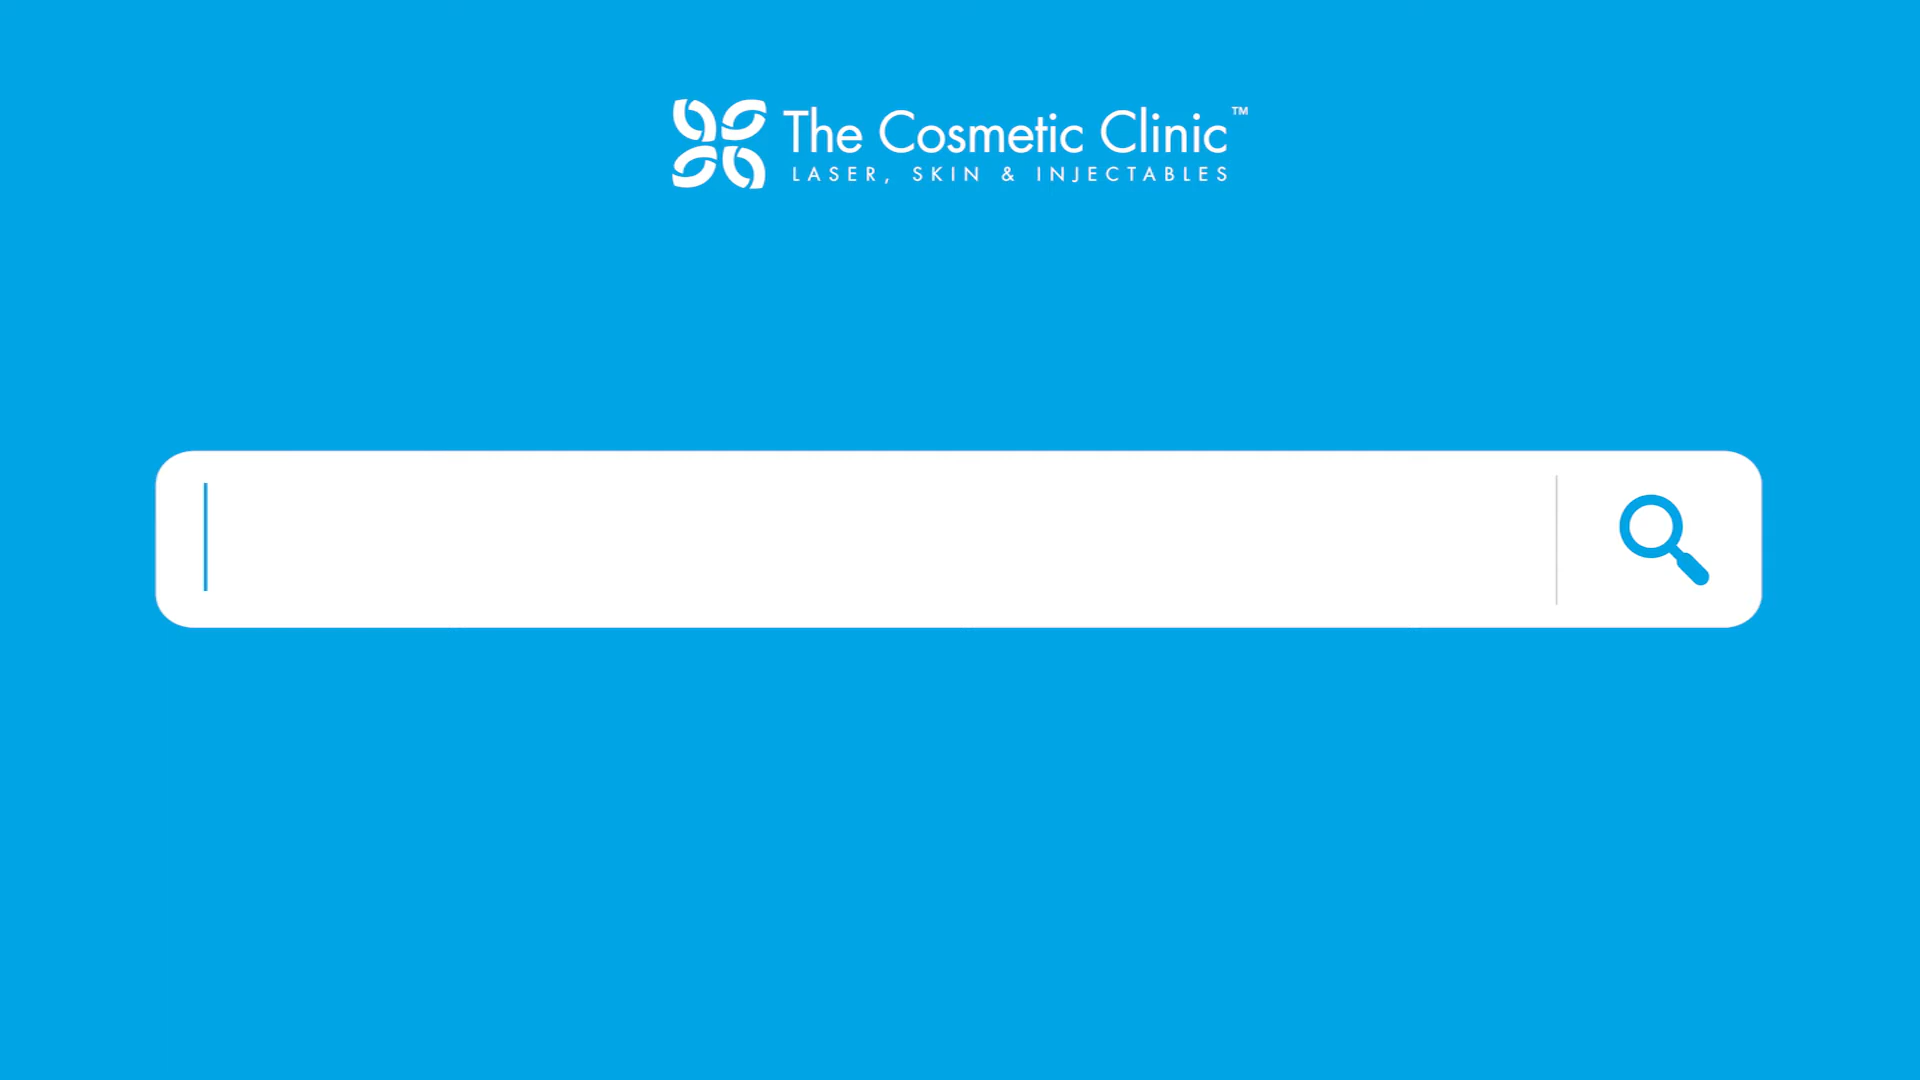 The Cosmetic Clinic™
LASER, SKIN & INJECTABLES